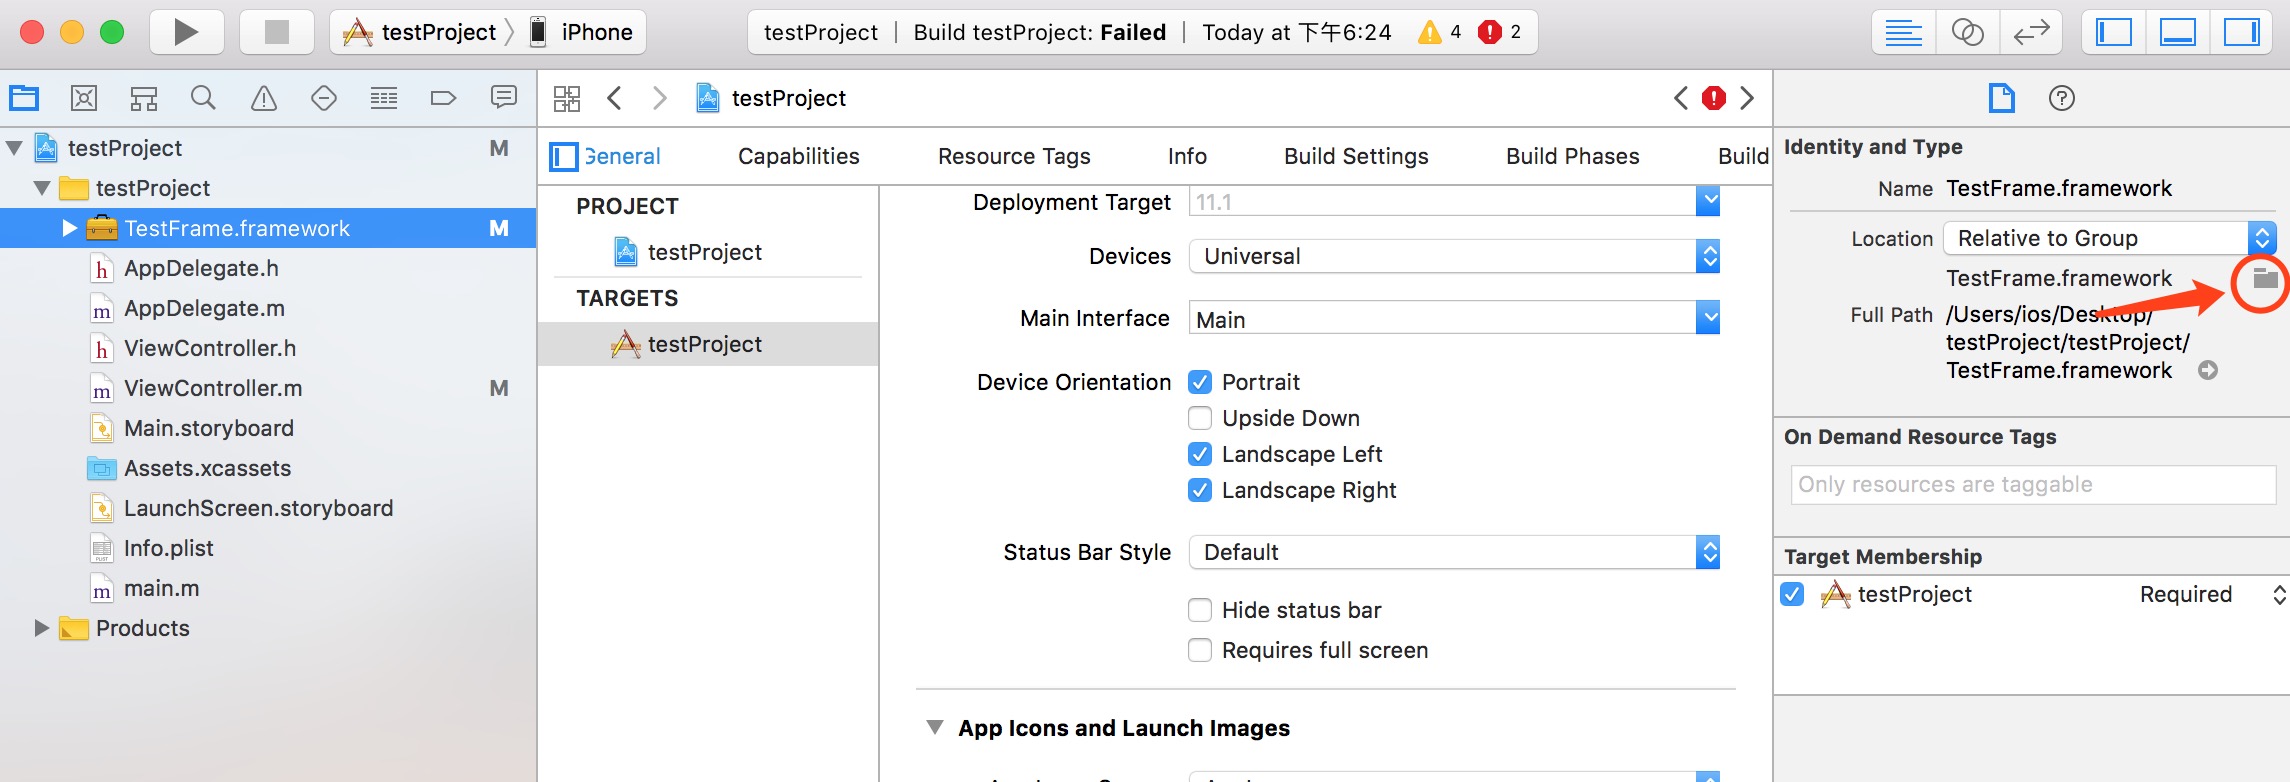 testProject 〉 iPhone
testProject | Build testProject: Failed | Today at 下午6:24 4 2
testProject
testProject M
testProject
TestFrame.framework M
h AppDelegate.h
m AppDelegate.m
h ViewController.h
m ViewController.m M
Main.storyboard
Assets.xcassets
LaunchScreen.storyboard
Info.plist
m main.m
Products
General Capabilities Resource Tags Info Build Settings Build Phases Build
PROJECT
testProject
TARGETS
testProject
Deployment Target 11.1
Devices Universal
Main Interface Main
Device Orientation Portrait
Upside Down
Landscape Left
Landscape Right
Status Bar Style Default
Hide status bar
Requires full screen
App Icons and Launch Images
Identity and Type
Name TestFrame.framework
Location Relative to Group
TestFrame.framework
Full Path /Users/ios/Desktop/
testProject/testProject/
TestFrame.framework
On Demand Resource Tags
Only resources are taggable
Target Membership
testProject Required